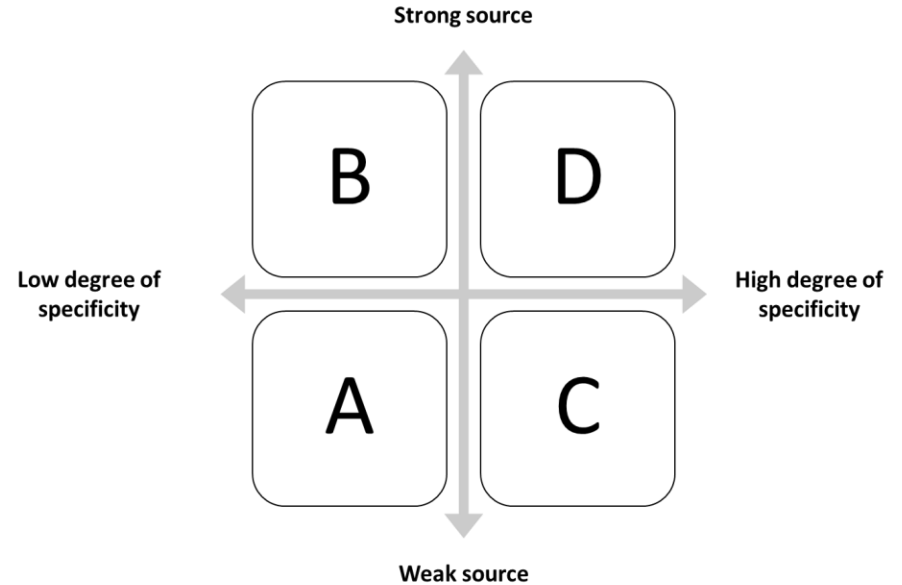 Strong source
B
D
Low degree of
specificity
High degree of
specificity
A
C
Weak source